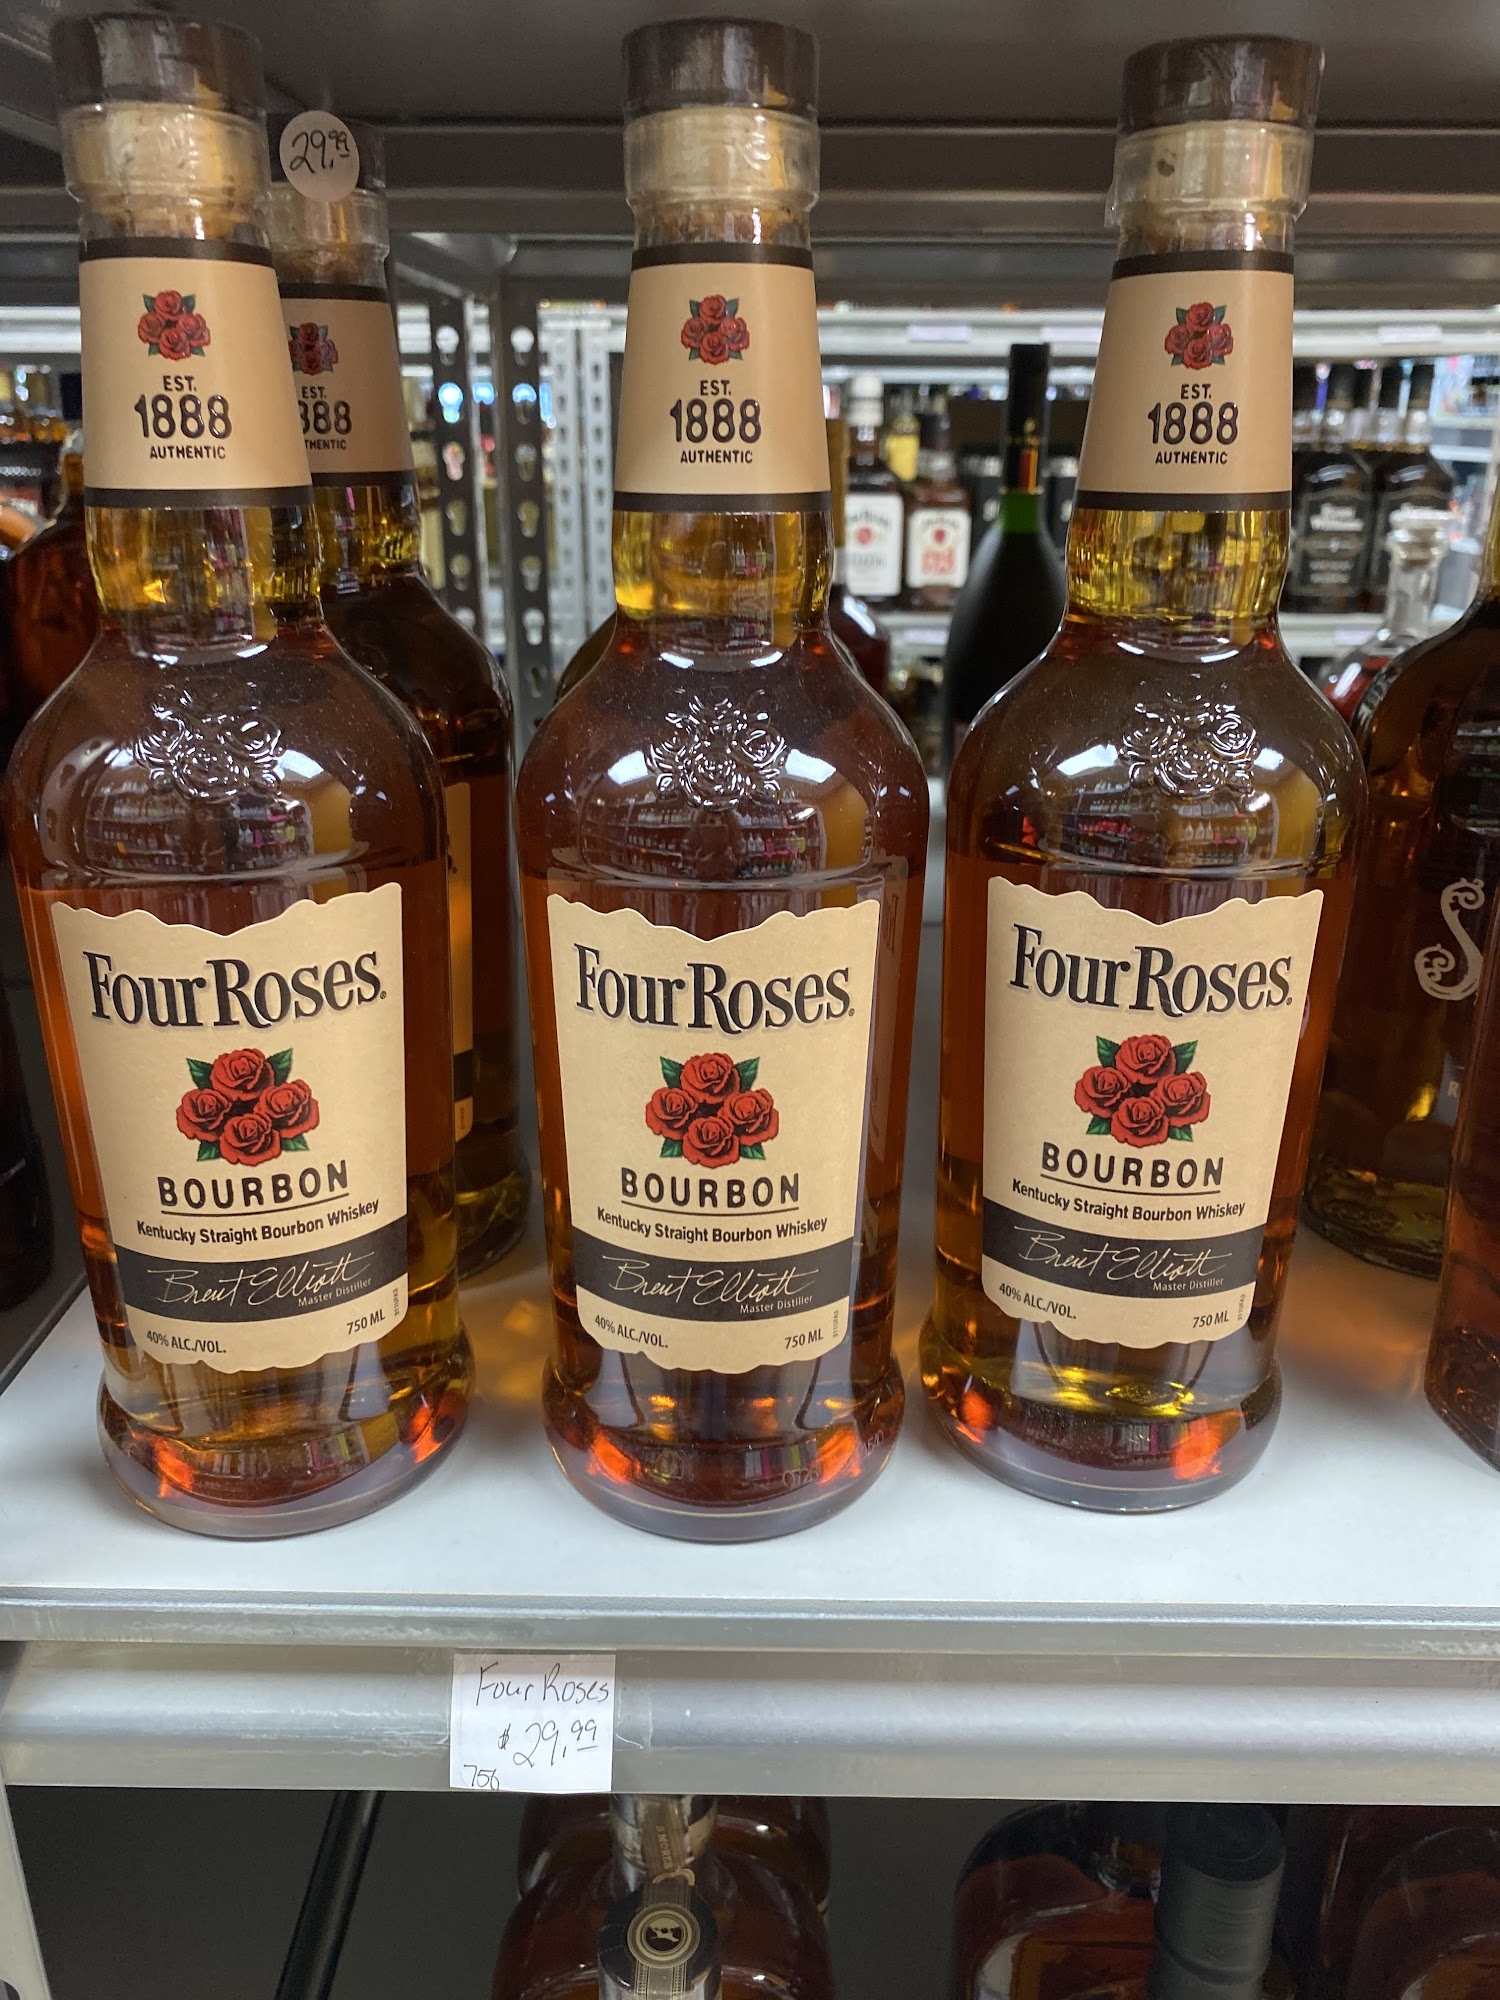 29.99
EST.
1888
AUTHENTIC
EST.
888
THENTIC
EST.
1888
AUTHENTIC
EST.
1888
AUTHENTIC
Four Roses®
BOURBON
Kentucky Straight Bourbon Whiskey
Brent Elliott
Master Distiller
40% ALC./VOL.
750 ML
Four Roses®
BOURBON
Kentucky Straight Bourbon Whiskey
Brent Elliott
Master Distiller
40% ALC./VOL.
750 ML
Four Roses®
BOURBON
Kentucky Straight Bourbon Whiskey
Brent Elliott
Master Distiller
40% ALC./VOL.
750 ML
Four Roses
$29.99